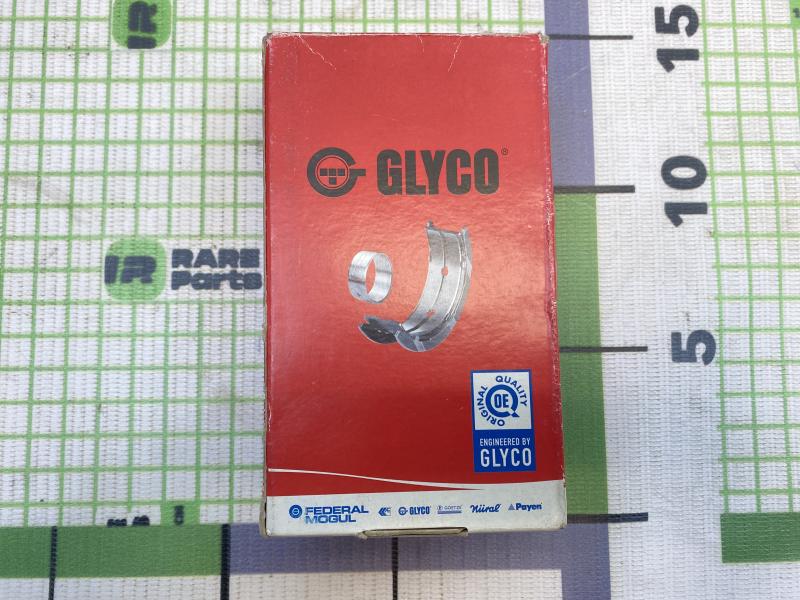 15
GLYCO®
10
IR RARE
Parts
5
ORIGINAL QUALITY
OE
ENGINEERED BY
GLYCO
FEDERAL
MOGUL
GLYCO
GOETZE
Nüral
Payen
IR